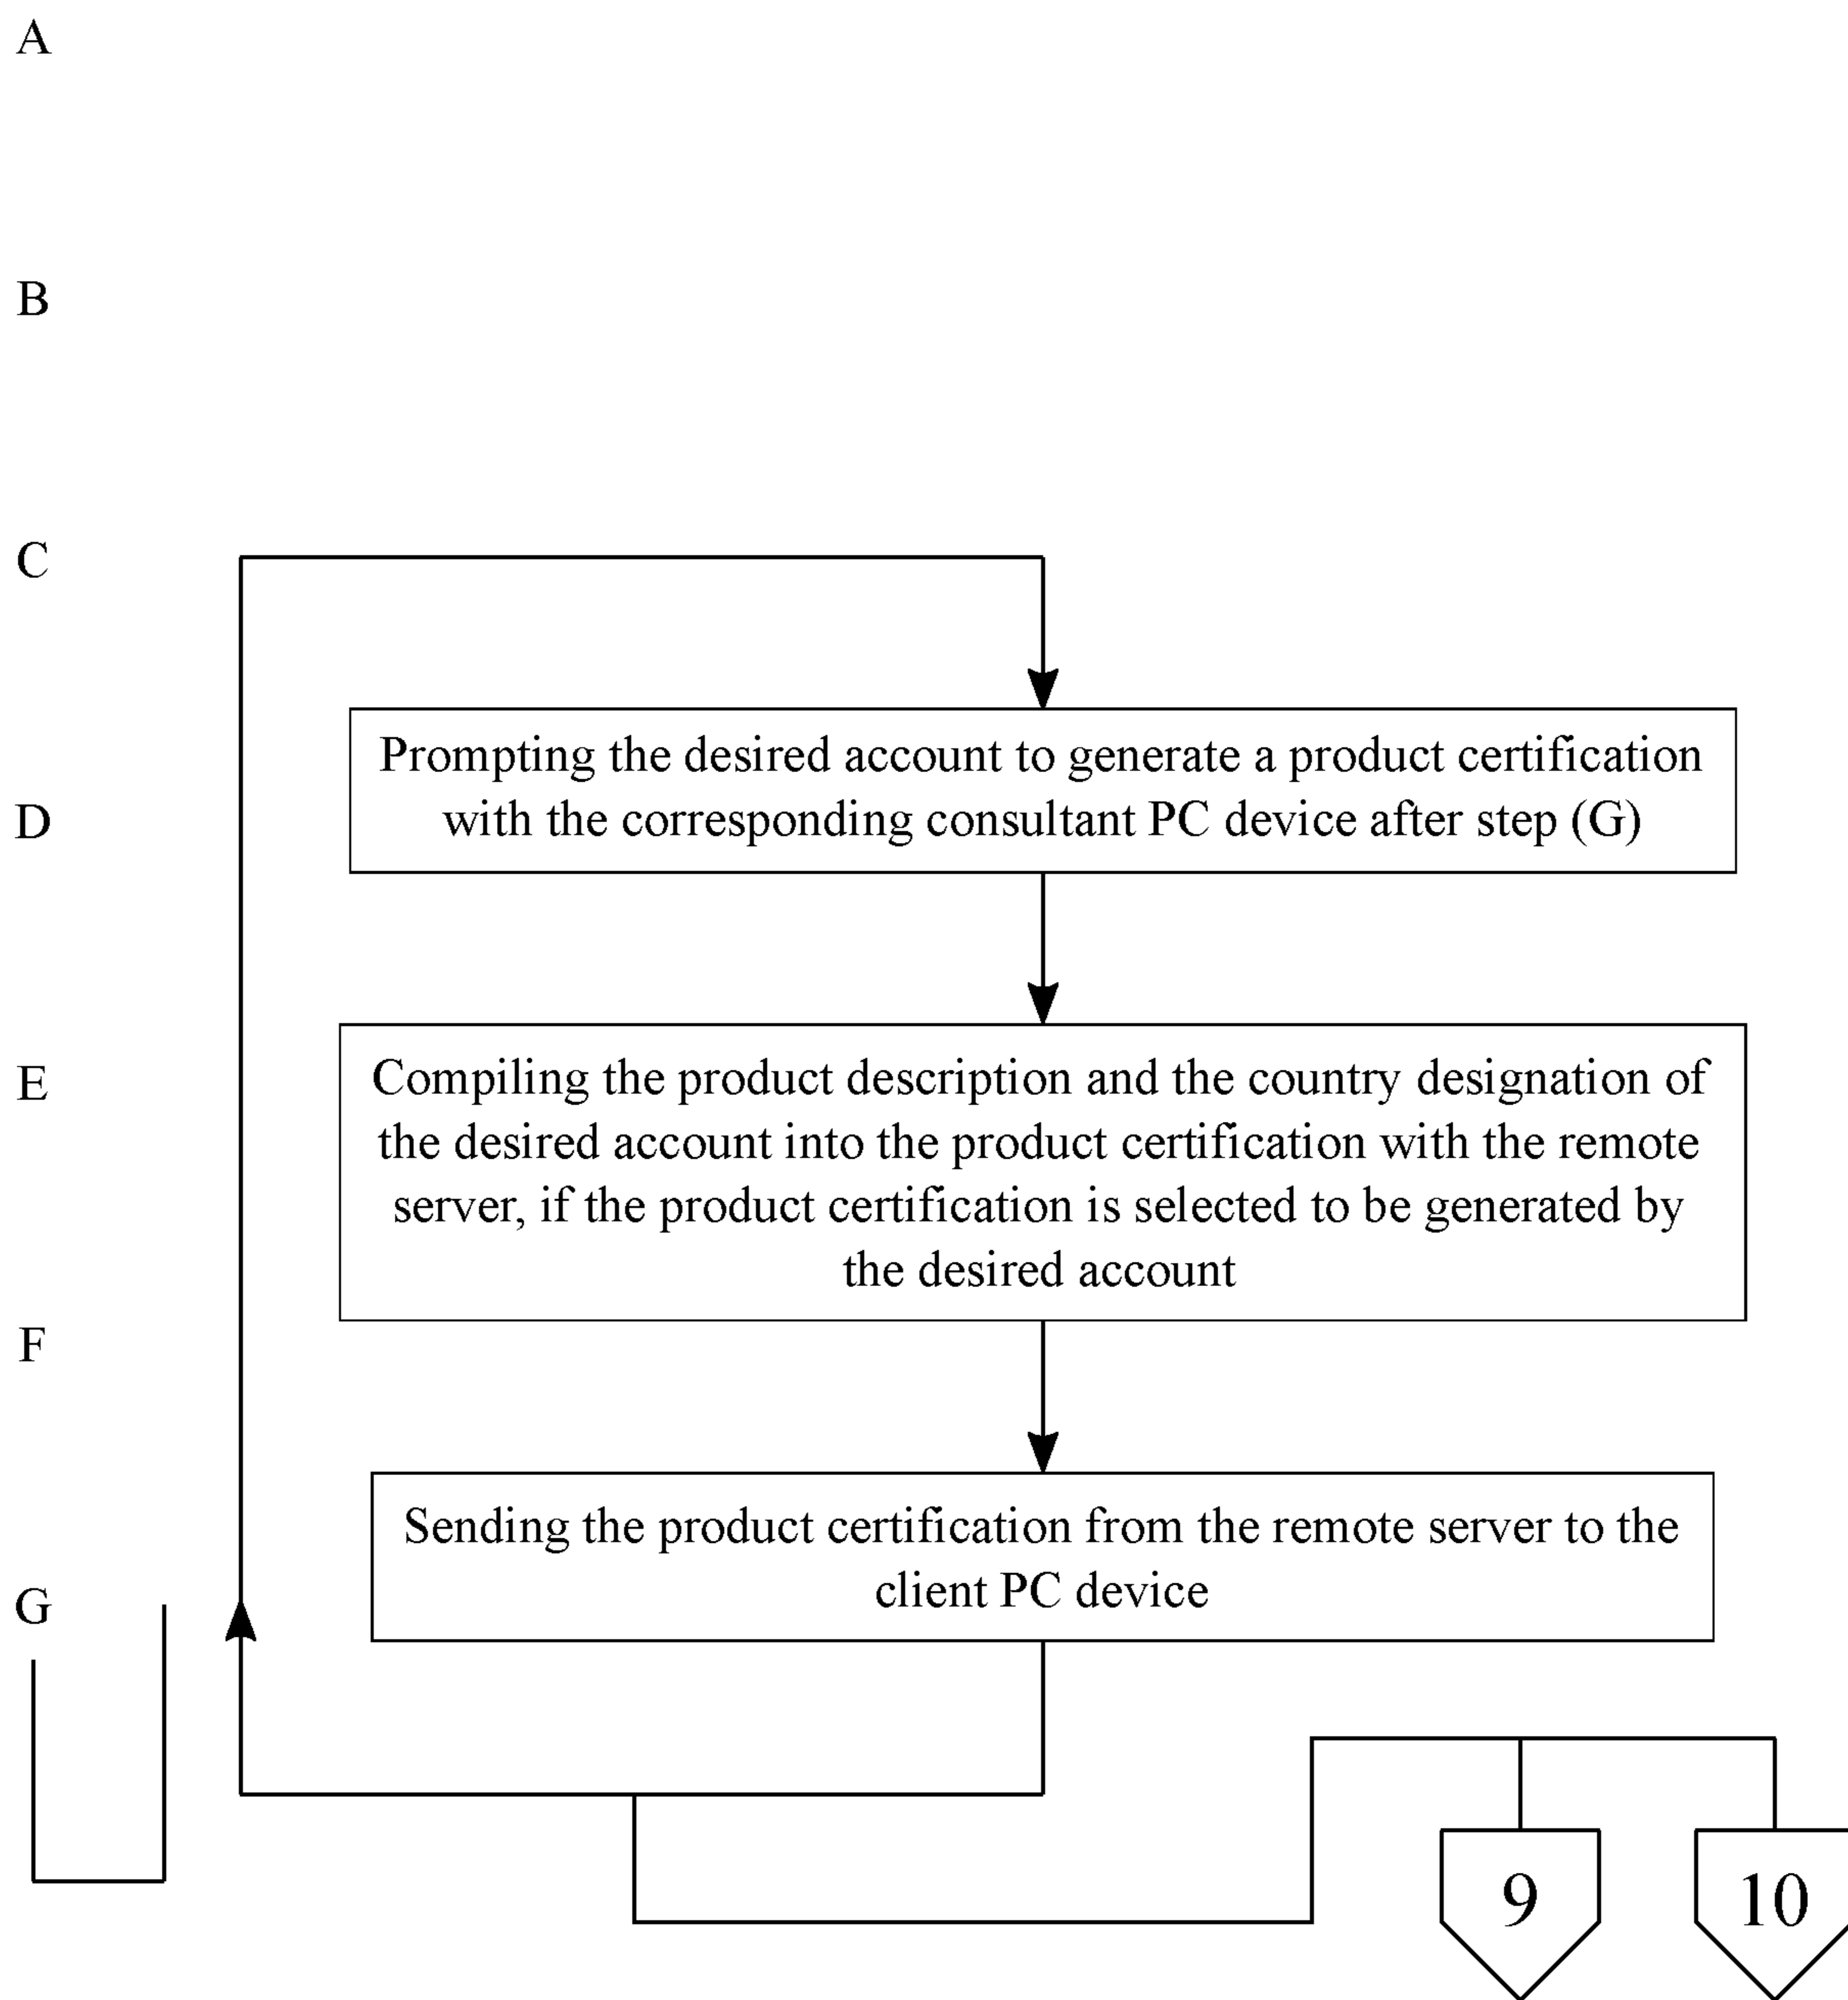 A
B
C
Prompting the desired account to generate a product certification
with the corresponding consultant PC device after step (G)
D
Compiling the product description and the country designation of
the desired account into the product certification with the remote
server, if the product certification is selected to be generated by
the desired account
E
F
Sending the product certification from the remote server to the
client PC device
G
9
10